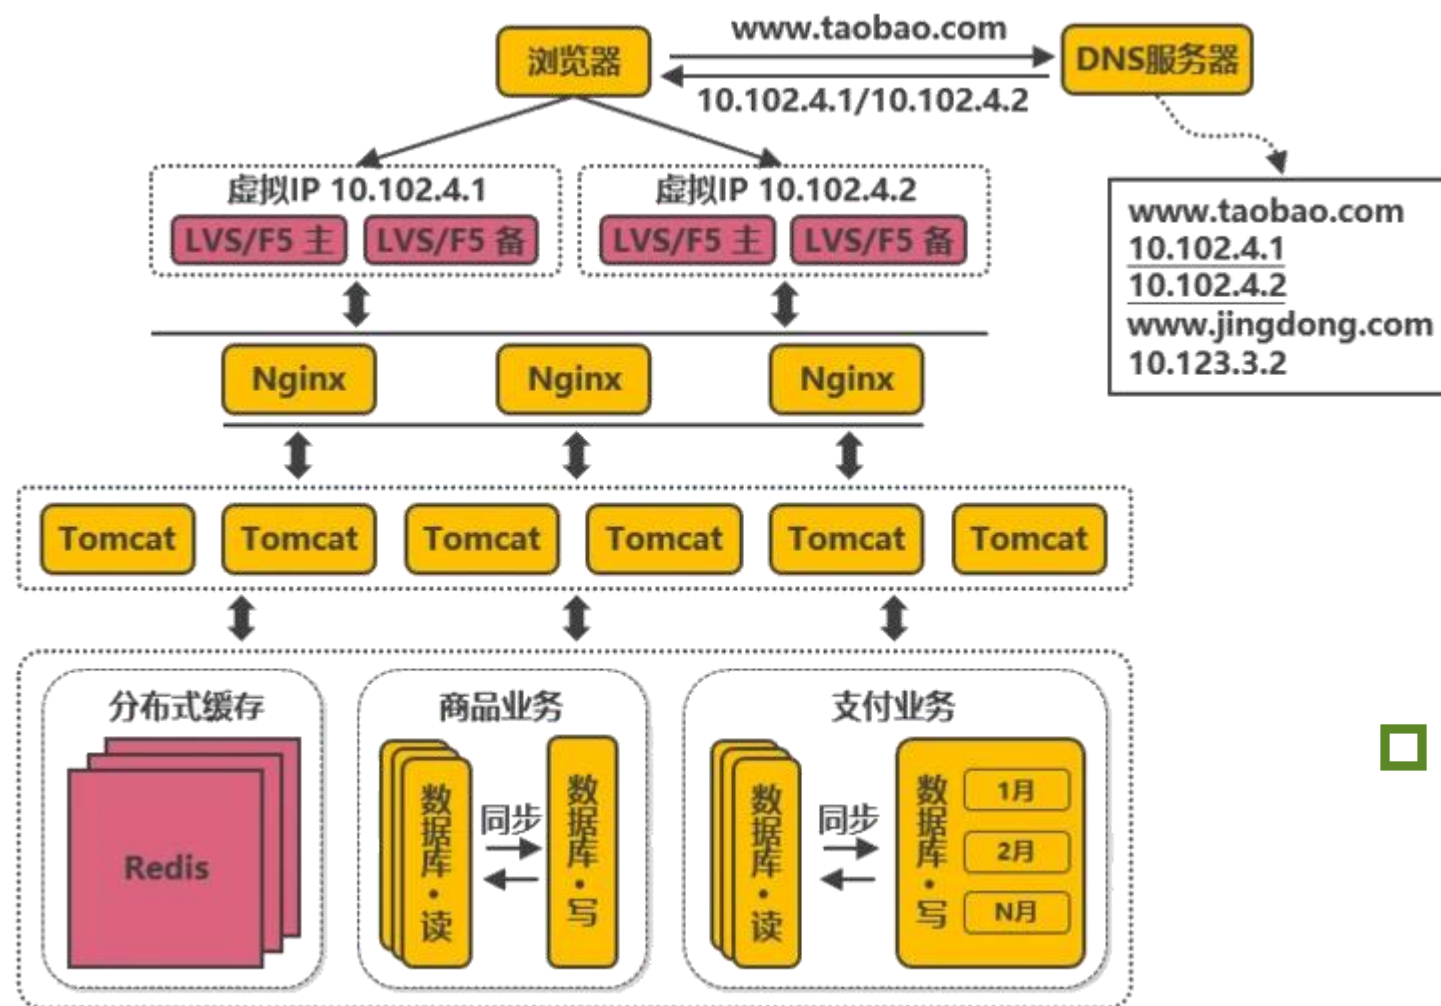 www.taobao.com
浏览器
DNS服务器
10.102.4.1/10.102.4.2
虚拟IP 10.102.4.1
LVS/F5 主
LVS/F5 备
虚拟IP 10.102.4.2
LVS/F5 主
LVS/F5 备
www.taobao.com
10.102.4.1
10.102.4.2
www.jingdong.com
10.123.3.2
Nginx
Nginx
Nginx
Tomcat
Tomcat
Tomcat
Tomcat
Tomcat
Tomcat
分布式缓存
Redis
商品业务
数据库·读
同步
数据库·写
支付业务
数据库·读
同步
数据库·写
1月
2月
N月